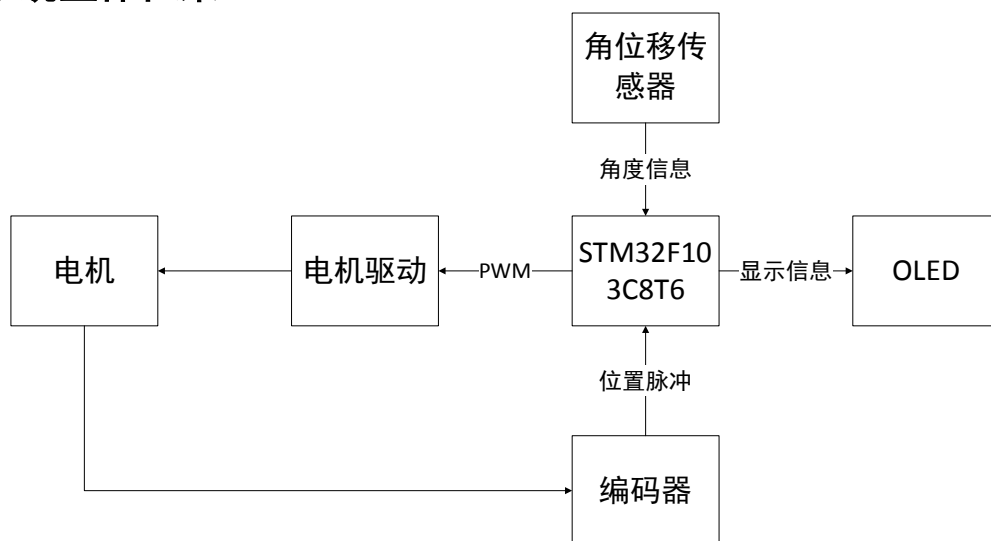 角位移传
感器
角度信息
电机
电机驱动
PWM
STM32F10
3C8T6
显示信息
OLED
位置脉冲
编码器